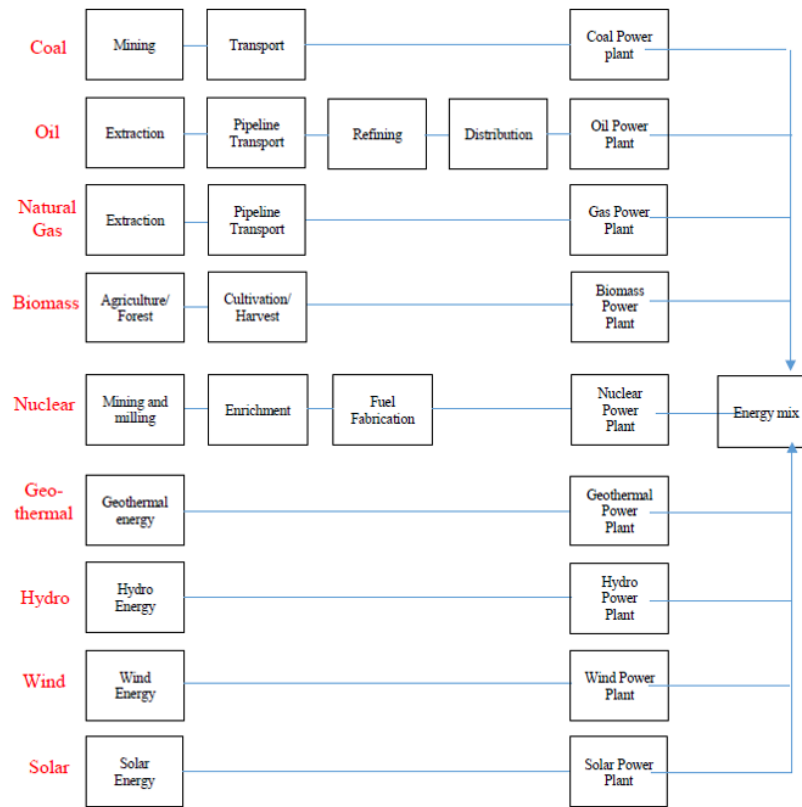 Coal
Mining
Transport
Coal Power
plant
Oil
Extraction
Pipeline
Transport
Refining
Distribution
Oil Power
Plant
Natural
Gas
Extraction
Pipeline
Transport
Gas Power
Plant
Biomass
Agriculture/
Forest
Cultivation/
Harvest
Biomass
Power
Plant
Nuclear
Mining and
milling
Enrichment
Fuel
Fabrication
Nuclear
Power
Plant
Energy mix
Geo-
thermal
Geothermal
energy
Geothermal
Power
Plant
Hydro
Hydro
Energy
Hydro
Power
Plant
Wind
Wind
Energy
Wind Power
Plant
Solar
Solar
Energy
Solar Power
Plant